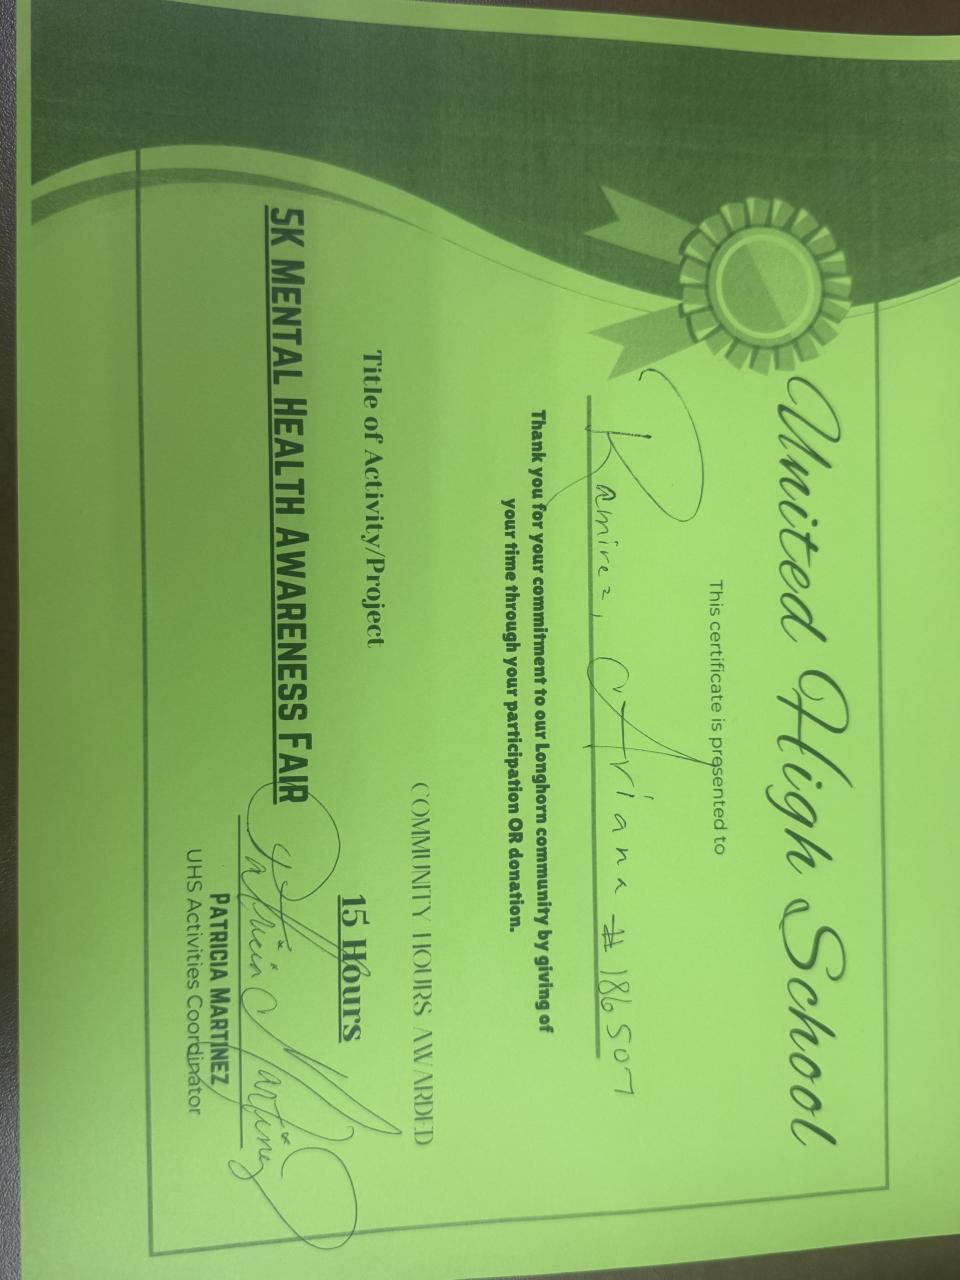 United High School
This certificate is presented to
Ramirez, Ariana #186507
Thank you for your commitment to our Longhorn community by giving of
your time through your participation OR donation.
COMMUNITY HOURS AWARDED
Title of Activity/Project
15 Hours
5K MENTAL HEALTH AWARENESS FAIR
Patricia Martinez
PATRICIA MARTINEZ
UHS Activities Coordinator